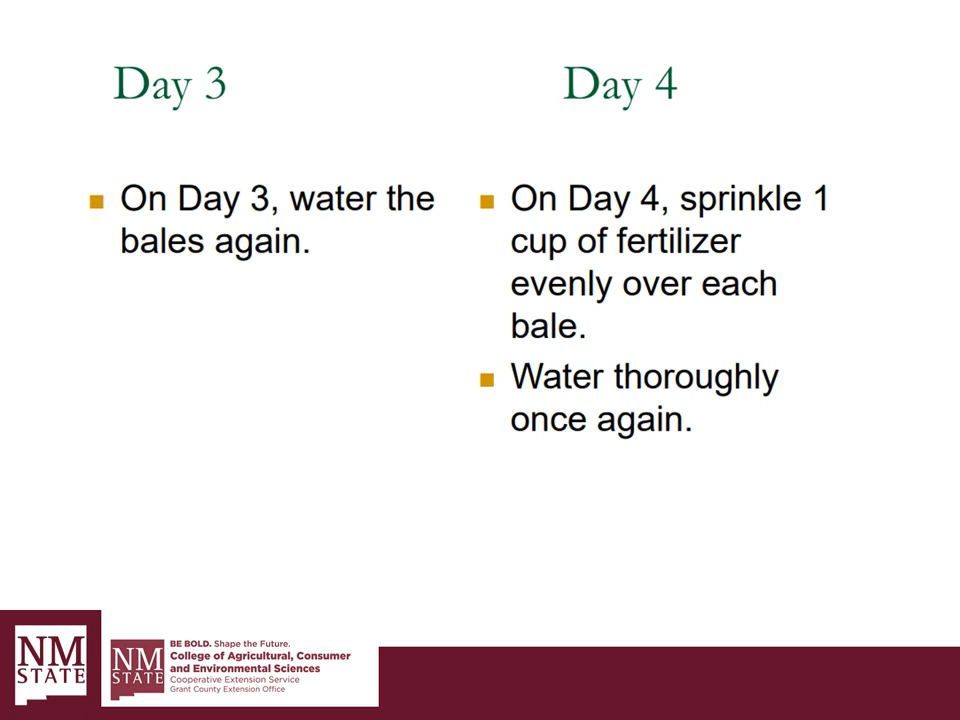 Day 3
On Day 3, water the
bales again.
Day 4
On Day 4, sprinkle 1
cup of fertilizer
evenly over each
bale.
Water thoroughly
once again.
NM
STATE
NM
STATE
BE BOLD. Shape the Future.
College of Agricultural, Consumer
and Environmental Sciences
Cooperative Extension Service
Grant County Extension Office